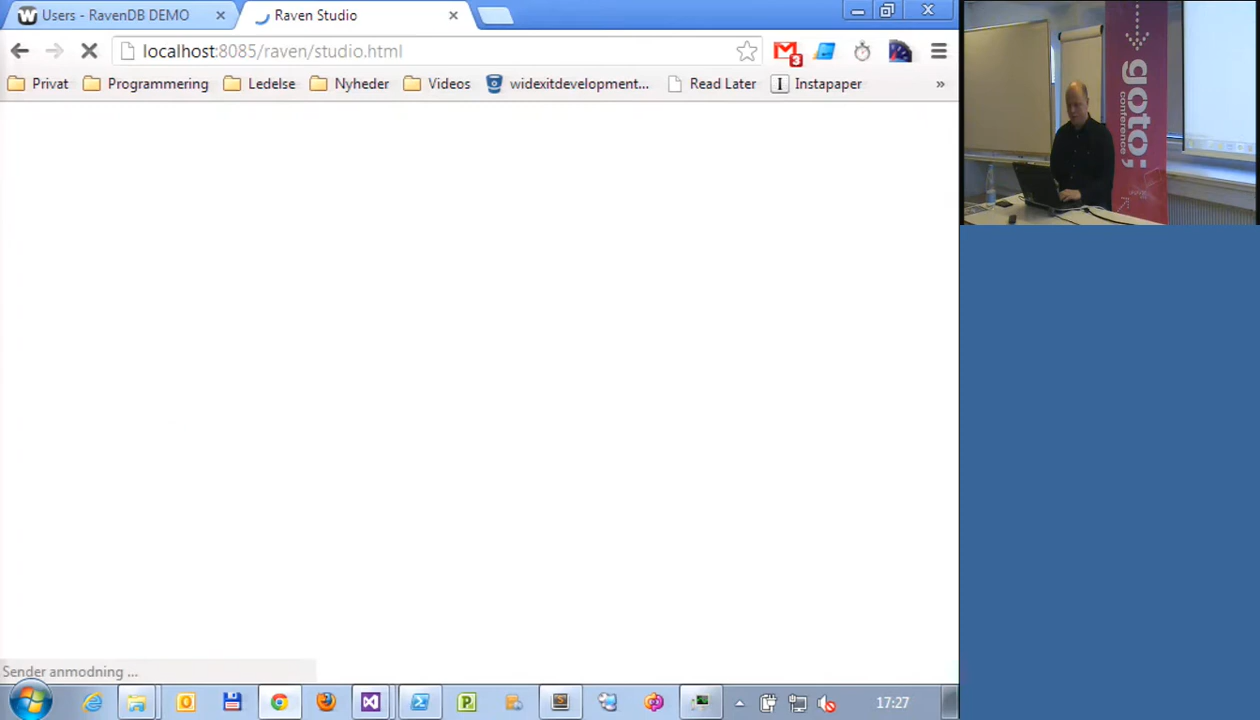 Users - RavenDB DEMO
Raven Studio
localhost:8085/raven/studio.html
3
Privat
Programmering
Ledelse
Nyheder
Videos
widexitdevelopment...
Read Later
I Instapaper
»
Sender anmodning ...
17:27
goto;
conference